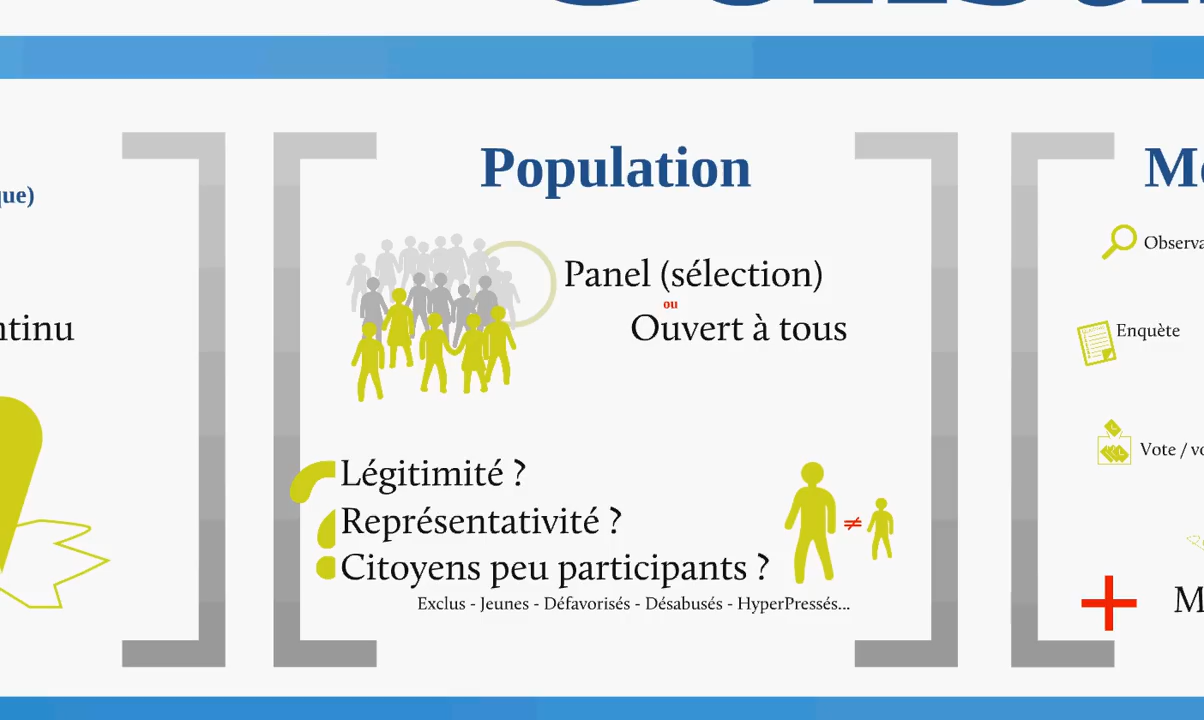 que)
ntinu
Population
Panel (sélection)
ou
Ouvert à tous
Légitimité ?
Représentativité ?
Citoyens peu participants ?
Exclus - Jeunes - Défavorisés - Désabusés - HyperPressés...
≠
Observa
Enquête
Vote / vo